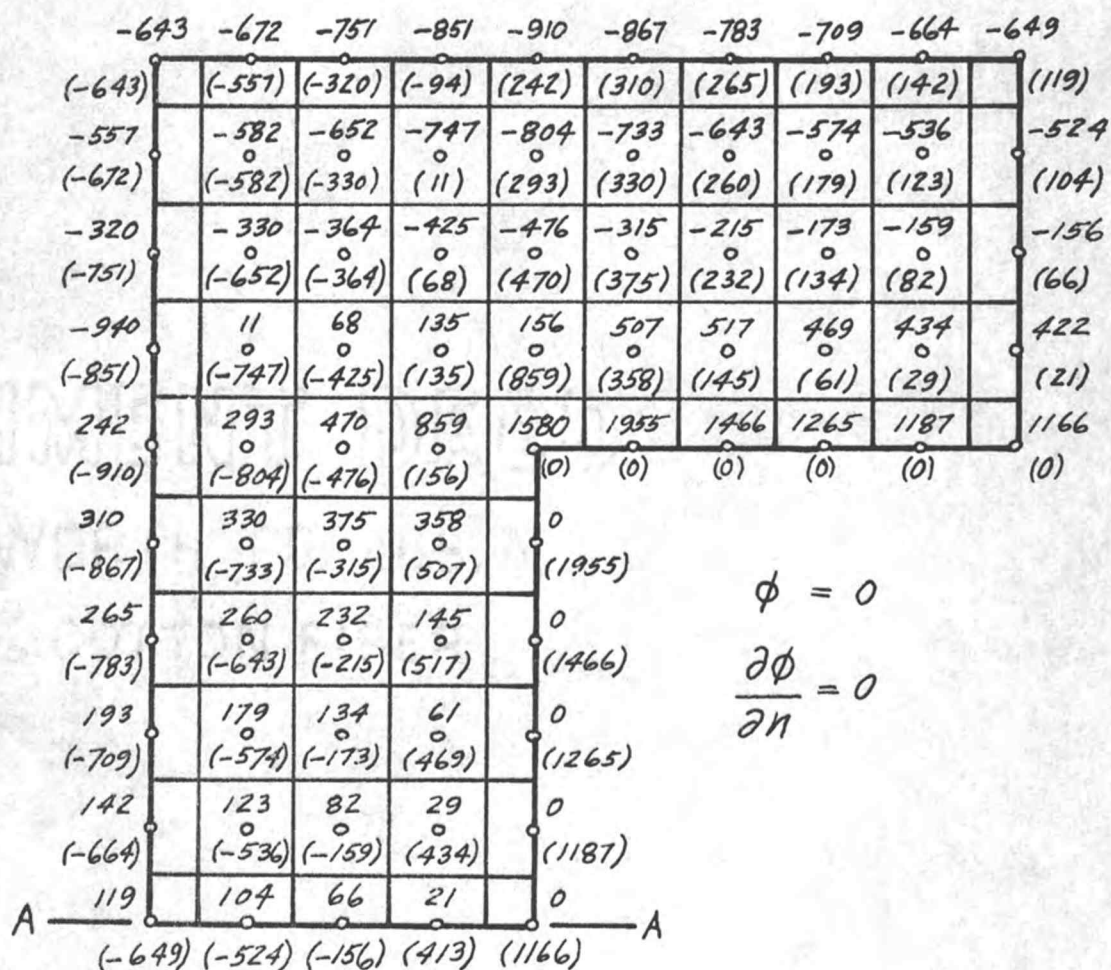 -643 -672 -751 -851 -910 -867 -783 -709 -664 -649
(-643) (-557) (-320) (-94) (242) (310) (265) (193) (142) (119)
-557 -582 -652 -747 -804 -733 -643 -574 -536 -524
(-672) (-582) (-330) (11) (293) (330) (260) (179) (123) (104)
-320 -330 -364 -425 -476 -315 -215 -173 -159 -156
(-751) (-652) (-364) (68) (470) (375) (232) (134) (82) (66)
-940 11 68 135 156 507 517 469 434 422
(-851) (-747) (-425) (135) (859) (358) (145) (61) (29) (21)
242 293 470 859 1580 1955 1466 1265 1187 1166
(-910) (-804) (-476) (156) (0) (0) (0) (0) (0) (0)
310 330 375 358 0
(-867) (-733) (-315) (507) (1955)
ϕ = 0
265 260 232 145 0
(-783) (-643) (-215) (517) (1466)
∂ϕ/∂n = 0
193 179 134 61 0
(-709) (-574) (-173) (469) (1265)
142 123 82 29 0
(-664) (-536) (-159) (434) (1187)
A 119 104 66 21 0 A
(-649) (-524) (-156) (413) (1166)